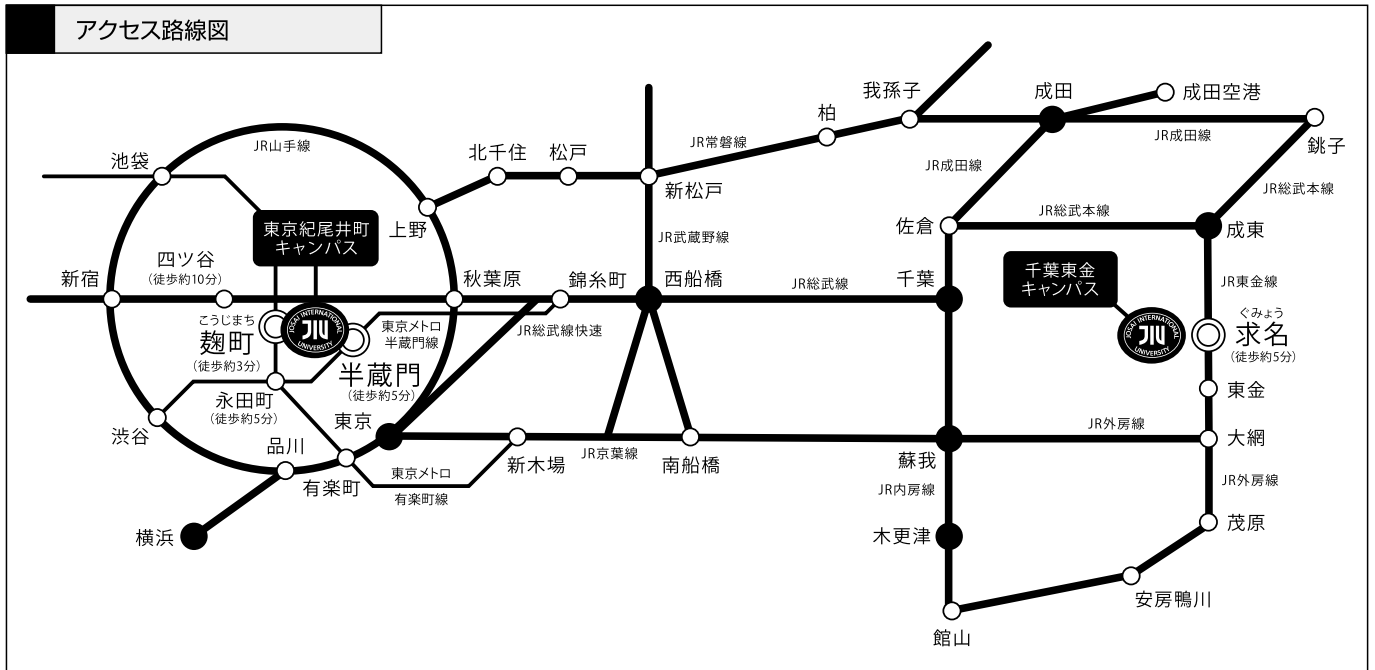 アクセス路線図
我孫子
成田
成田空港
柏
JR常磐線
JR成田線
銚子
JR山手線
池袋
北千住
松戸
新松戸
JR成田線
JR総武本線
東京紀尾井町
キャンパス
上野
佐倉
JR総武本線
成東
JR武蔵野線
四ツ谷
(徒歩約10分)
新宿
秋葉原
錦糸町
西船橋
JR総武線
千葉
千葉東金
キャンパス
JR東金線
こうじまち
麹町
(徒歩約3分)
JOSAI INTERNATIONAL
JIU
UNIVERSITY
東京メトロ
半蔵門線
JR総武線快速
JOSAI INTERNATIONAL
JIU
UNIVERSITY
ぐみょう
求名
(徒歩約5分)
半蔵門
(徒歩約5分)
永田町
(徒歩約5分)
東金
渋谷
東京
品川
有楽町
東京メトロ
有楽町線
新木場
JR京葉線
南船橋
蘇我
JR外房線
大網
JR内房線
JR外房線
横浜
木更津
茂原
安房鴨川
館山